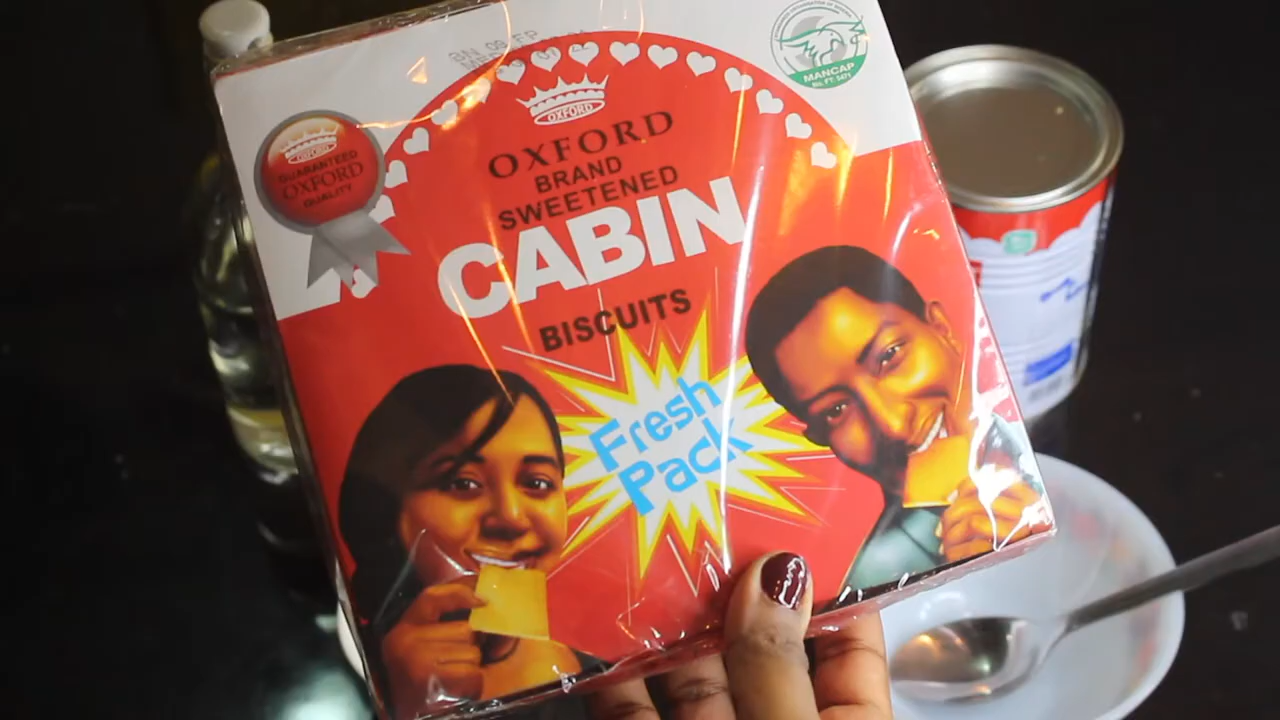 OXFORD
OXFORD
BRAND
SWEETENED
CABIN
BISCUITS
Fresh
Pack
OXFORD
GUARANTEED
OXFORD
QUALITY
MANCAP